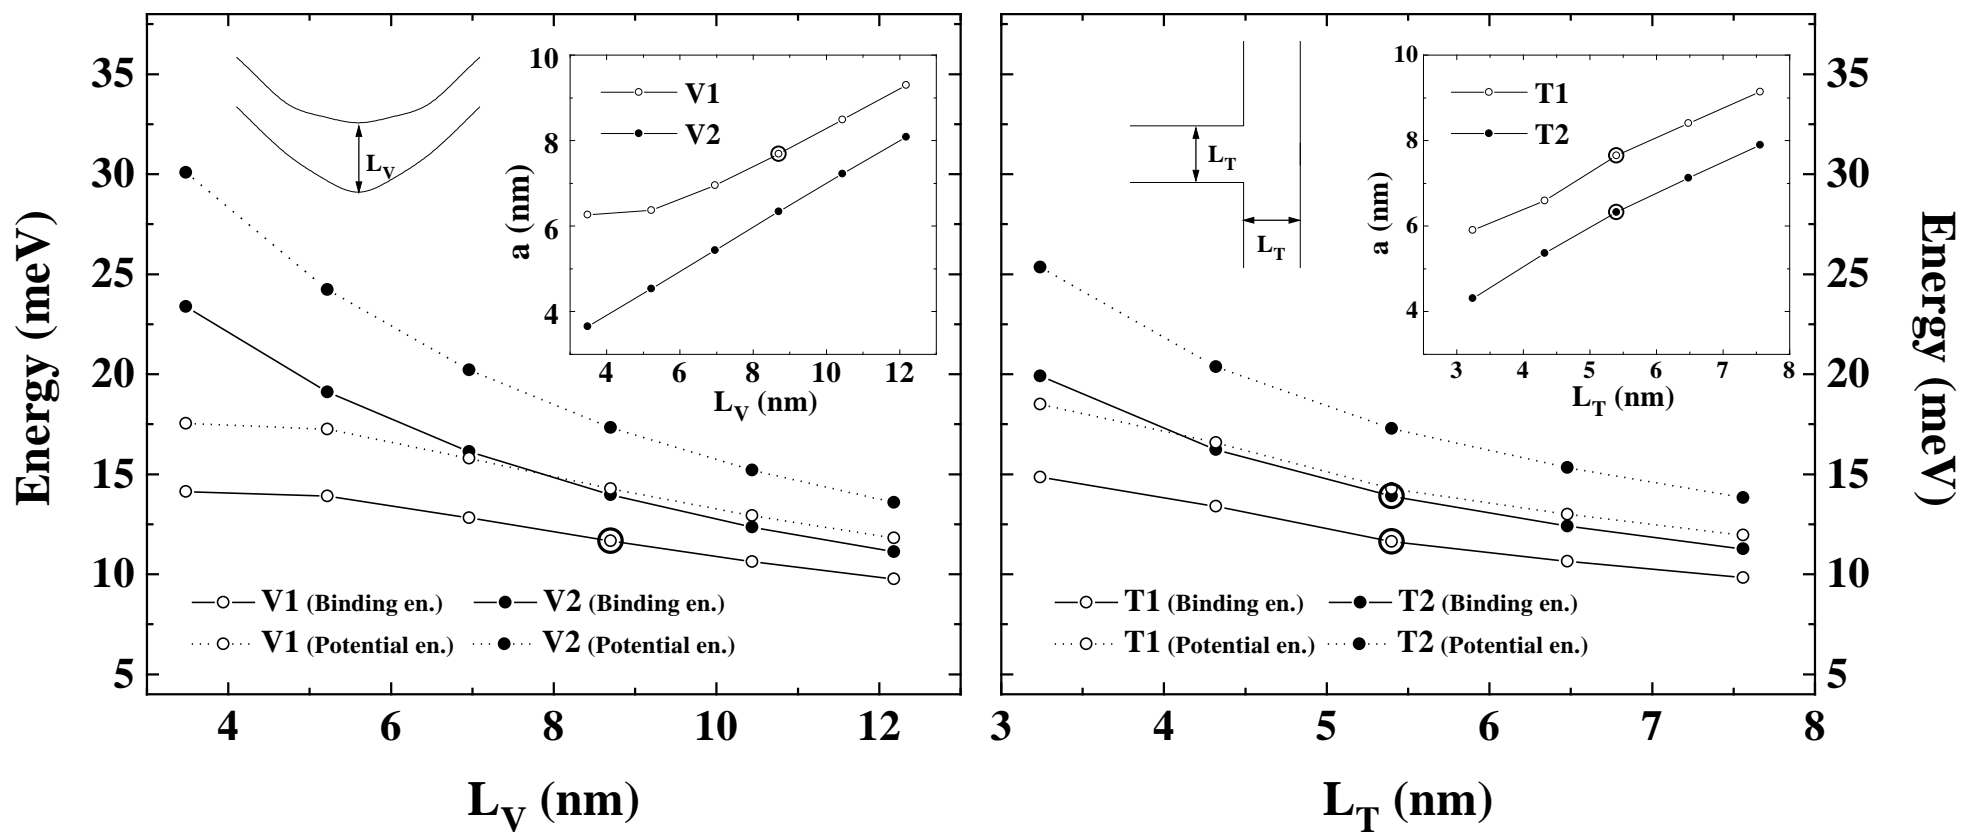 Energy (meV)
35
30
25
20
15
10
5
4
6
8
10
12
L_V (nm)
L_V
V1
V2
a (nm)
10
8
6
4
4
6
8
10
12
L_V (nm)
V1 (Binding en.)
V2 (Binding en.)
V1 (Potential en.)
V2 (Potential en.)
L_T
L_T
T1
T2
a (nm)
10
8
6
4
3
4
5
6
7
8
L_T (nm)
T1 (Binding en.)
T2 (Binding en.)
T1 (Potential en.)
T2 (Potential en.)
3
4
5
6
7
8
L_T (nm)
35
30
25
20
15
10
5
Energy (meV)